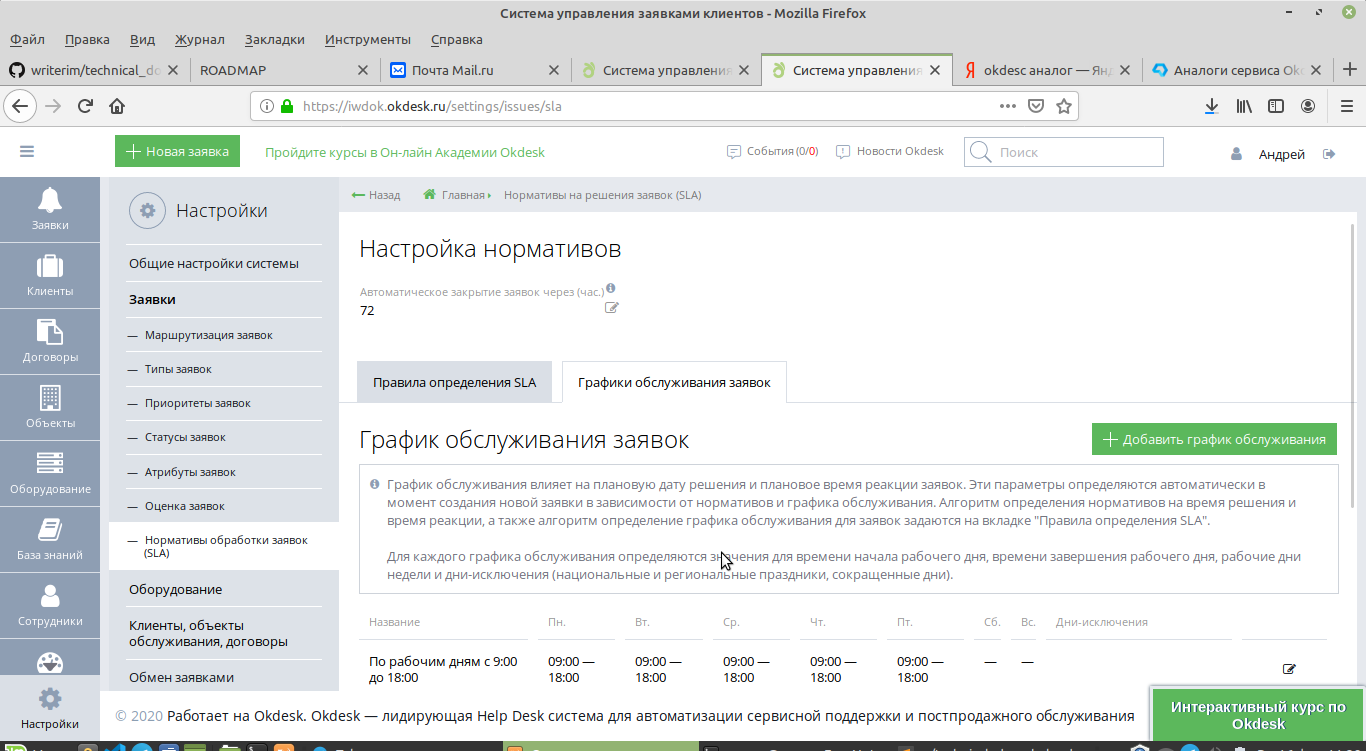 Система управления заявками клиентов - Mozilla Firefox
Файл Правка Вид Журнал Закладки Инструменты Справка
writerim/technical_do ROADMAP Почта Mail.ru Система управления Система управления okdesc аналог — Янд Аналоги сервиса Okd
https://iwdok.okdesk.ru/settings/issues/sla
Новая заявка Пройдите курсы в Он-лайн Академии Okdesk События (0/0) Новости Okdesk Поиск Андрей
Заявки
Клиенты
Договоры
Объекты
Оборудование
База знаний
Сотрудники
Настройки
Настройки
Общие настройки системы
Заявки
— Маршрутизация заявок
— Типы заявок
— Приоритеты заявок
— Статусы заявок
— Атрибуты заявок
— Оценка заявок
— Нормативы обработки заявок
(SLA)
Оборудование
Клиенты, объекты
обслуживания, договоры
Обмен заявками
Назад Главная Нормативы на решения заявок (SLA)
Настройка нормативов
Автоматическое закрытие заявок через (час.)
72
Правила определения SLA Графики обслуживания заявок
График обслуживания заявок Добавить график обслуживания
График обслуживания влияет на плановую дату решения и плановое время реакции заявок. Эти параметры определяются автоматически в
момент создания новой заявки в зависимости от нормативов и графика обслуживания. Алгоритм определения нормативов на время решения и
время реакции, а также алгоритм определение графика обслуживания для заявок задаются на вкладке "Правила определения SLA".
Для каждого графика обслуживания определяются значения для времени начала рабочего дня, времени завершения рабочего дня, рабочие дни
недели и дни-исключения (национальные и региональные праздники, сокращенные дни).
Название Пн. Вт. Ср. Чт. Пт. Сб. Вс. Дни-исключения
По рабочим дням с 9:00 09:00 — 09:00 — 09:00 — 09:00 — 09:00 — — —
до 18:00 18:00 18:00 18:00 18:00 18:00
© 2020 Работает на Okdesk. Okdesk — лидирующая Help Desk система для автоматизации сервисной поддержки и постпродажного обслуживания
Интерактивный курс по
Okdesk